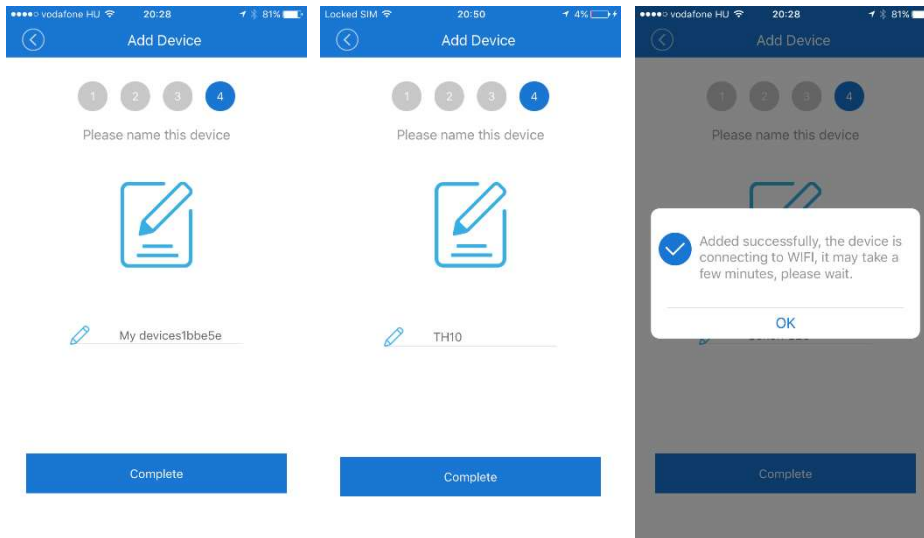 vodafone HU 20:28 81%
Add Device
1 2 3 4
Please name this device
My devices1bbe5e
Complete
Locked SIM 20:50 4%
Add Device
1 2 3 4
Please name this device
TH10
Complete
vodafone HU 20:28 81%
Add Device
1 2 3 4
Please name this device
Added successfully, the device is
connecting to WIFI, it may take a
few minutes, please wait.
OK
Complete